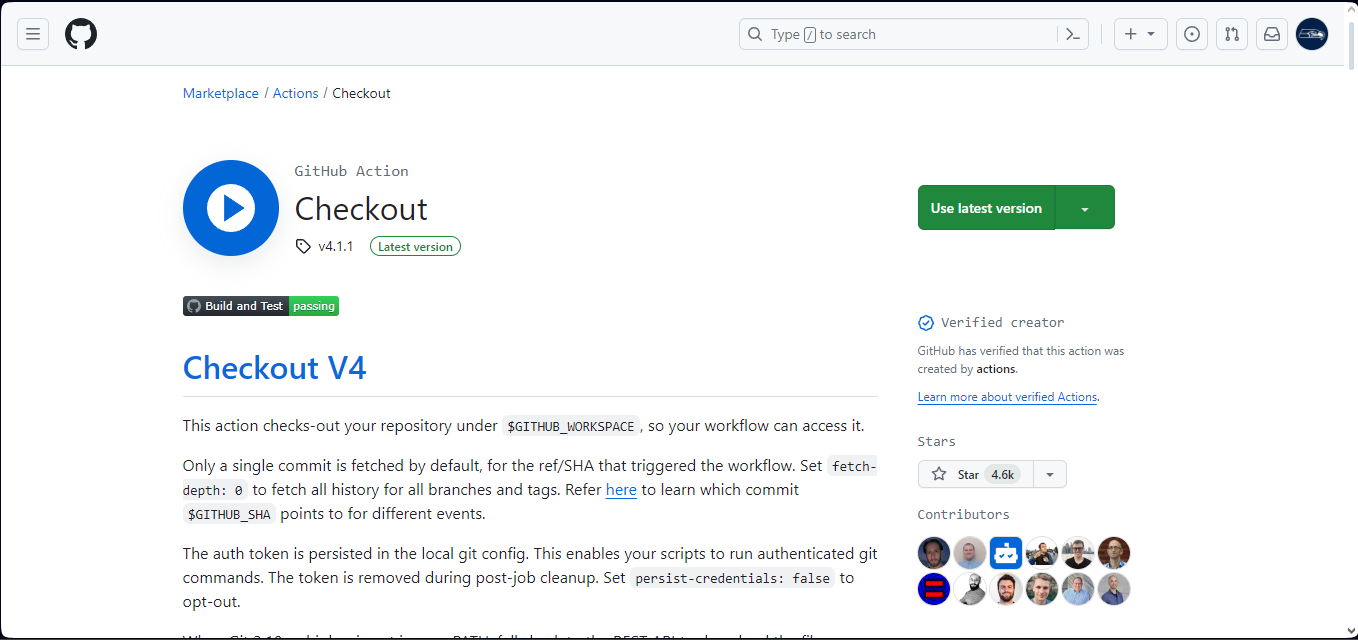 Type / to search
Marketplace / Actions / Checkout
GitHub Action
Checkout
v4.1.1 Latest version
Use latest version
Build and Test passing
Verified creator
GitHub has verified that this action was
created by actions.
Learn more about verified Actions.
Checkout V4
This action checks-out your repository under $GITHUB_WORKSPACE, so your workflow can access it.
Only a single commit is fetched by default, for the ref/SHA that triggered the workflow. Set fetch-
depth: 0 to fetch all history for all branches and tags. Refer here to learn which commit
$GITHUB_SHA points to for different events.
The auth token is persisted in the local git config. This enables your scripts to run authenticated git
commands. The token is removed during post-job cleanup. Set persist-credentials: false to
opt-out.
Stars
Star 4.6k
Contributors